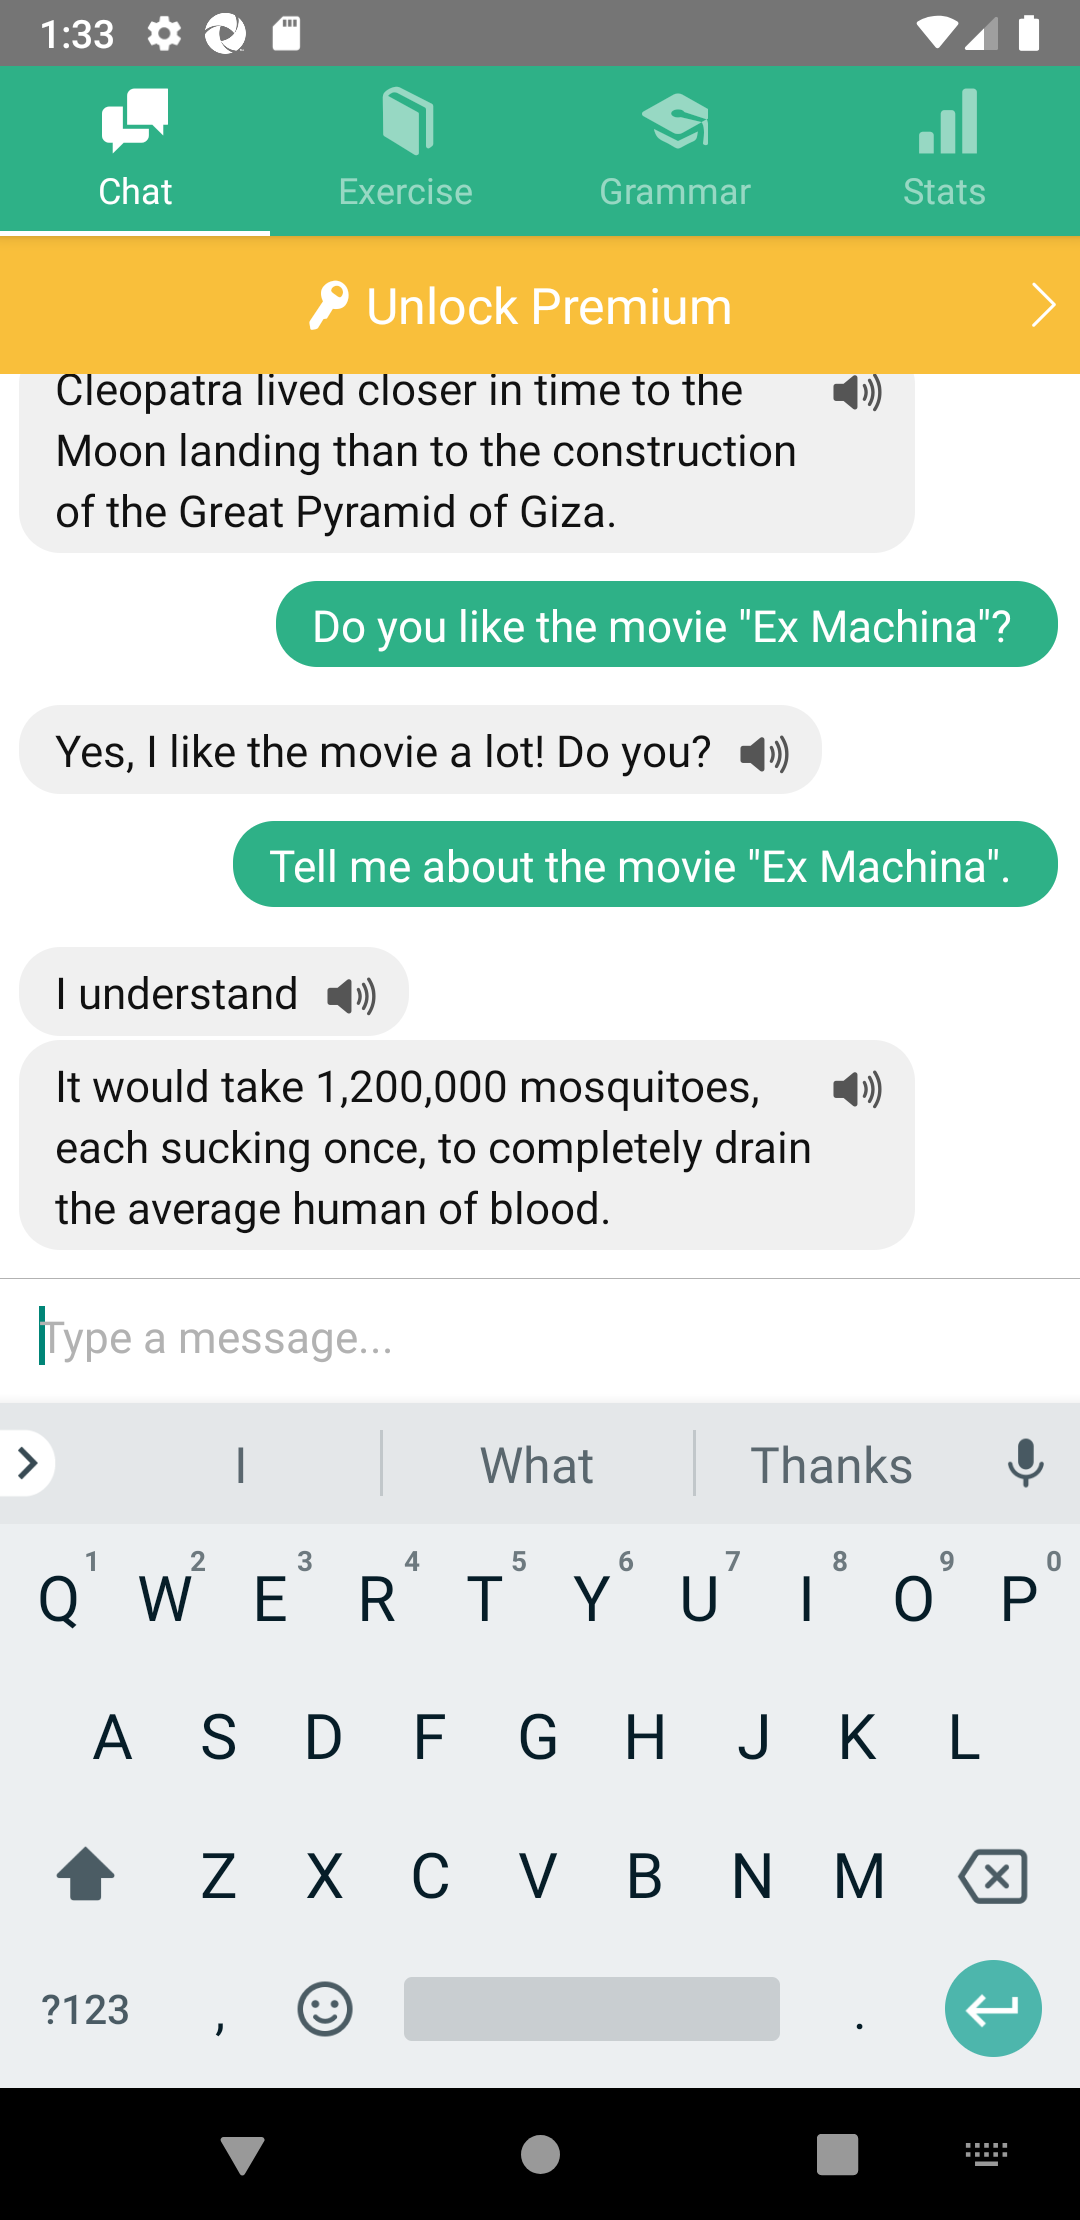 1:33
Chat
Exercise
Grammar
Stats
Unlock Premium
Cleopatra lived closer in time to the
Moon landing than to the construction
of the Great Pyramid of Giza.
Do you like the movie "Ex Machina"?
Yes, I like the movie a lot! Do you?
Tell me about the movie "Ex Machina".
I understand
It would take 1,200,000 mosquitoes,
each sucking once, to completely drain
the average human of blood.
Type a message...
I What Thanks
Q 1 W 2 E 3 R 4 T 5 Y 6 U 7 I 8 O 9 P 0
A S D F G H J K L
Z X C V B N M
?123 , .